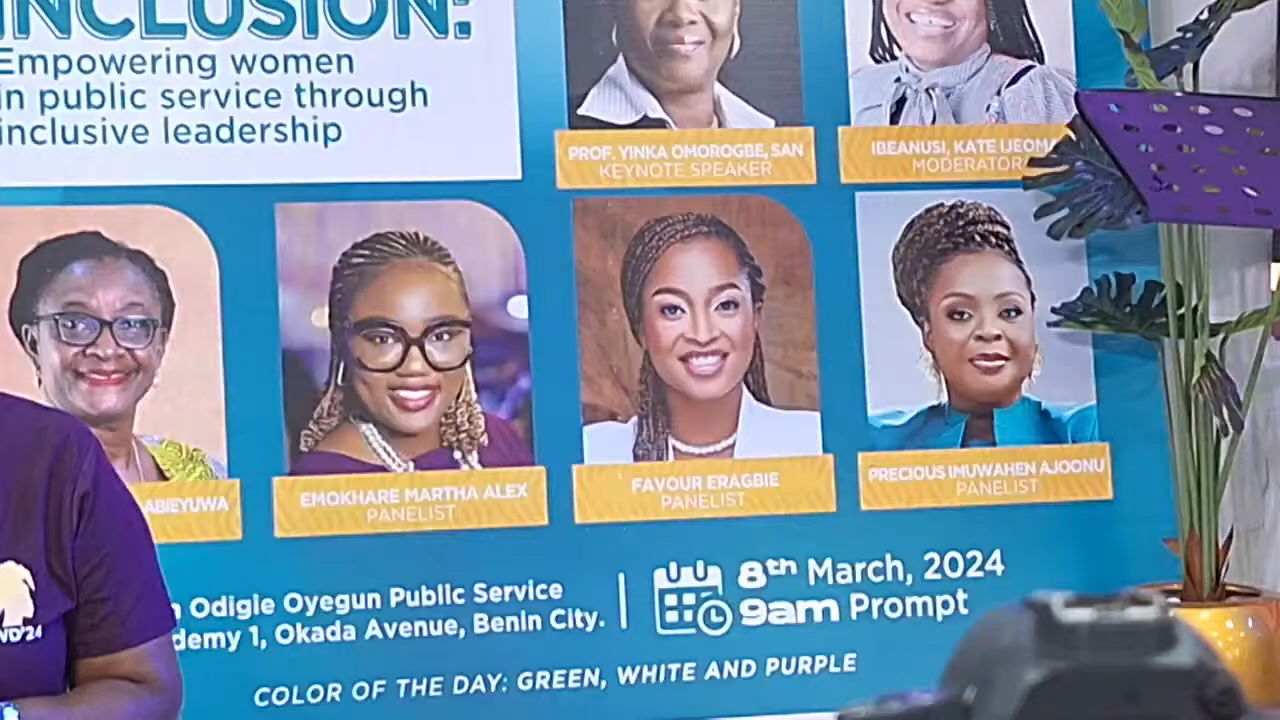 INCLUSION:
Empowering women
in public service through
inclusive leadership
PROF. YINKA OMOROGBE, SAN
KEYNOTE SPEAKER
IBEANUSI, KATE IJEOMA
MODERATOR
ABIEYUWA
EMOKHARE MARTHA ALEX
PANELIST
FAVOUR ERAGBIE
PANELIST
PRECIOUS IMUWAHEN AJOONU
PANELIST
n Odigie Oyegun Public Service
demy 1, Okada Avenue, Benin City.
8th March, 2024
9am Prompt
COLOR OF THE DAY: GREEN, WHITE AND PURPLE